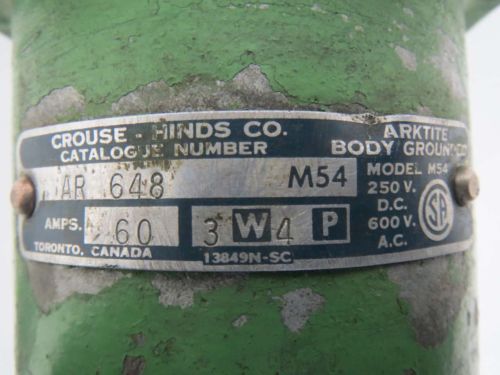 CROUSE - HINDS CO.
CATALOGUE NUMBER
AR 648 M54
AMPS. 60 3 W 4 P
TORONTO, CANADA 13849N-SC
ARKTITE
BODY GROUNDED
MODEL M54
250 V.
D.C.
600 V.
A.C.
SA